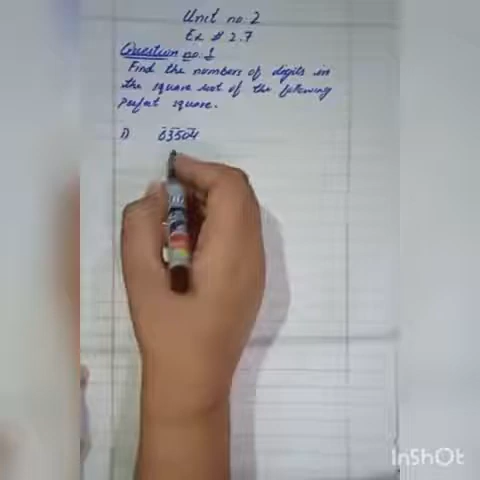 Unit no. 2
Ex # 2.7
Question no. 1
Find the numbers of digits in
the square root of the following
perfect square.
i) 03504
InShOt